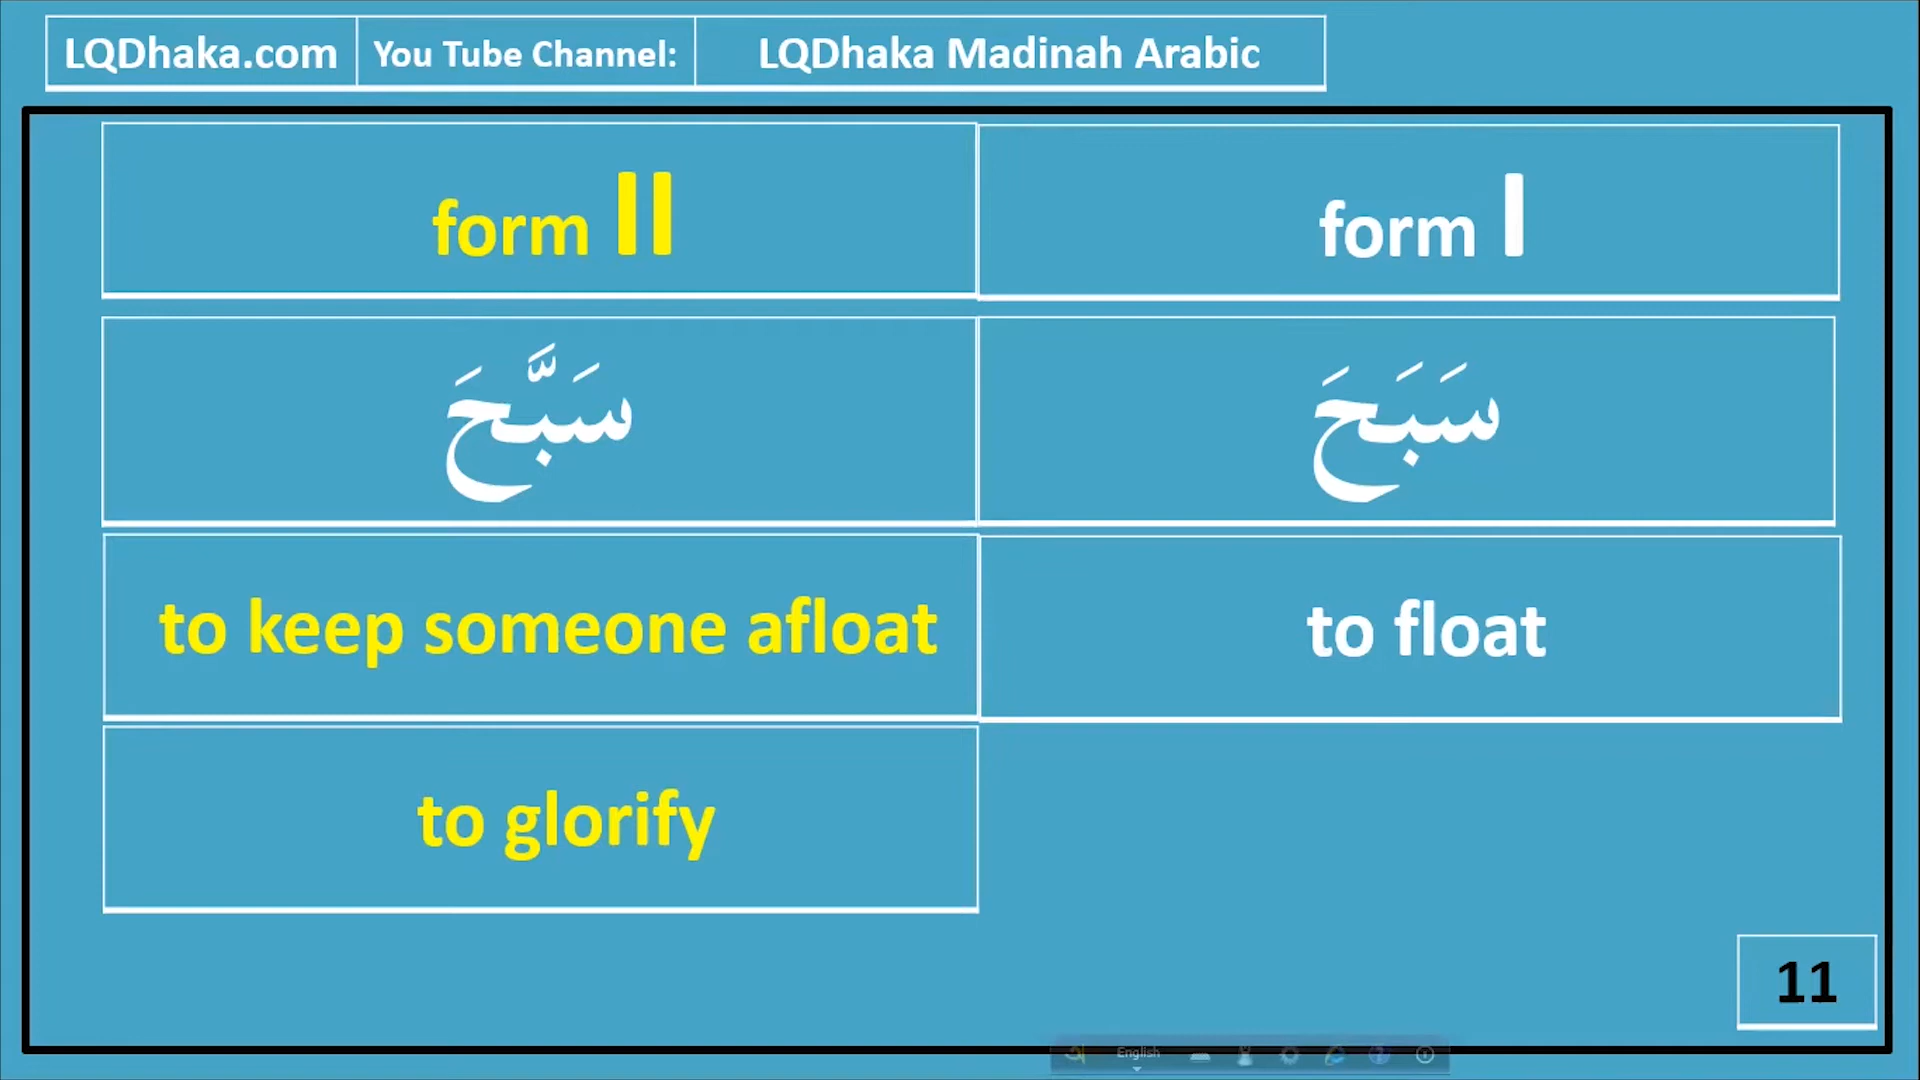 LQDhaka.com You Tube Channel: LQDhaka Madinah Arabic
form II form I
سَبَّحَ سَبَحَ
to keep someone afloat to float
to glorify
11
English